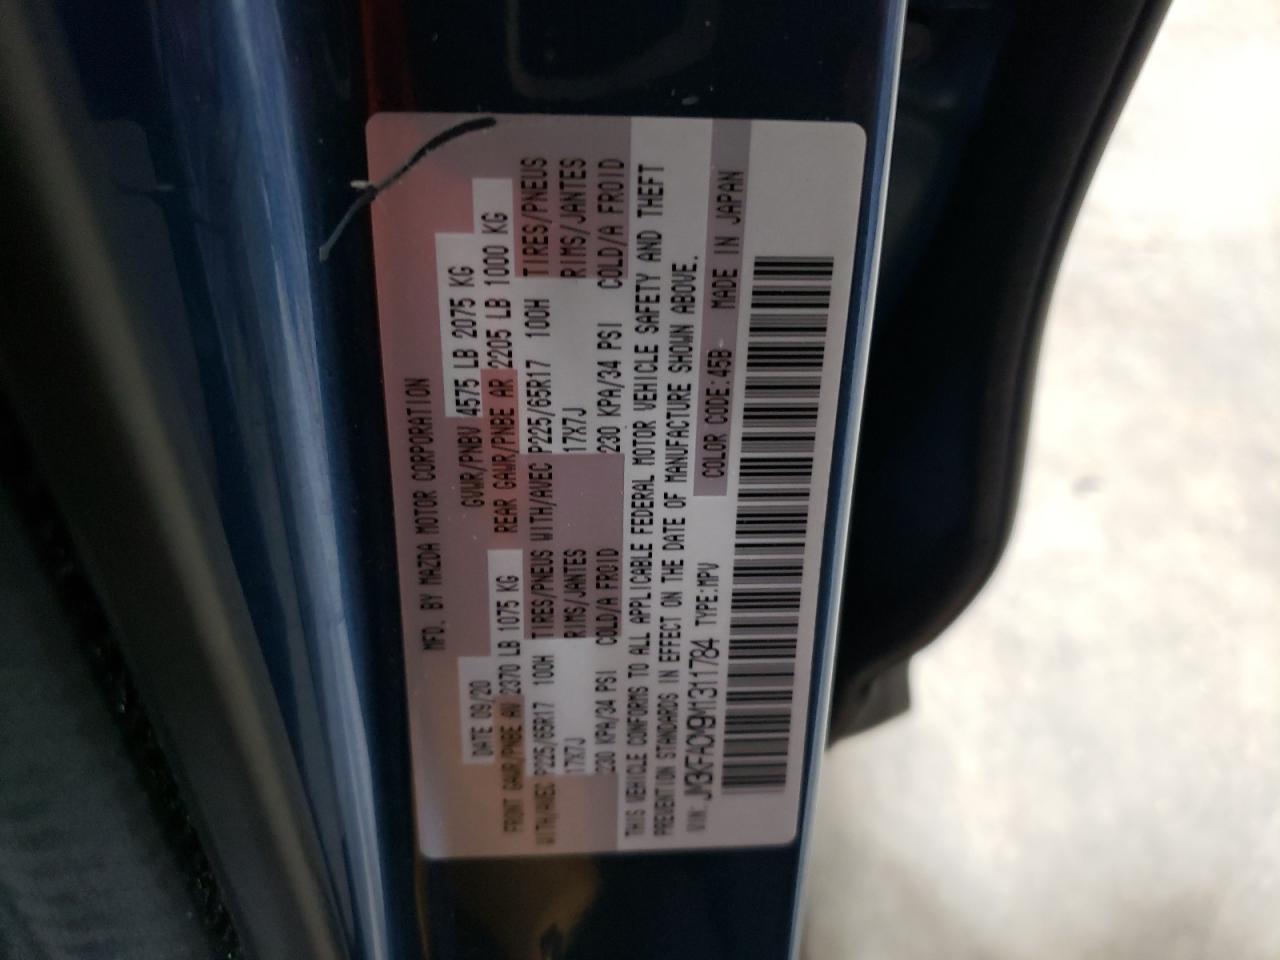 MFD. BY MAZDA MOTOR CORPORATION
DATE 09/20 GVWR/PNBV 4575 LB 2075 KG
FRONT GAWR/PNBE AV 2370 LB 1075 KG REAR GAWR/PNBE AR 2205 LB 1000 KG
WITH/AVEC P225/65R17 100H TIRES/PNEUS WITH/AVEC P225/65R17 100H TIRES/PNEUS
17X7J RIMS/JANTES 17X7J RIMS/JANTES
230 KPA/34 PSI COLD/A FROID 230 KPA/34 PSI COLD/A FROID
THIS VEHICLE CONFORMS TO ALL APPLICABLE FEDERAL MOTOR VEHICLE SAFETY AND THEFT
PREVENTION STANDARDS IN EFFECT ON THE DATE OF MANUFACTURE SHOWN ABOVE.
VIN: JM3KFACM9M1311784 TYPE:MPV COLOR CODE:45B MADE IN JAPAN